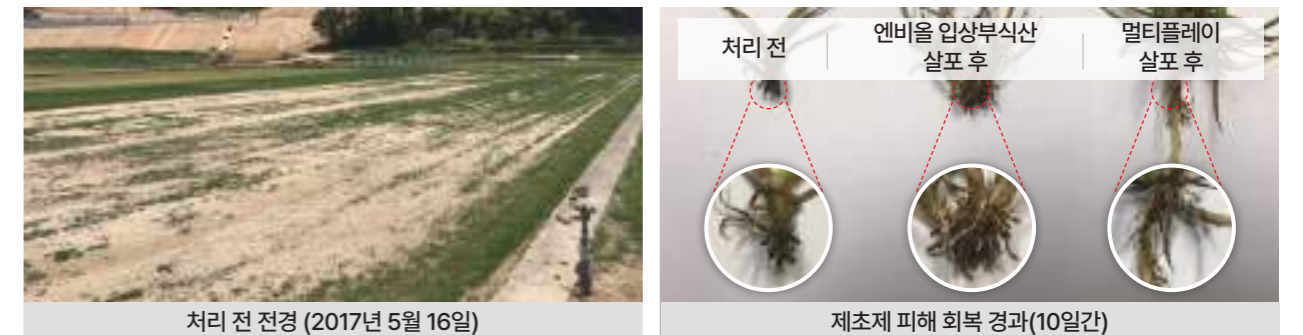 처리 전
엔비올 입상부식산
살포 후
멀티플레이
살포 후
처리 전 전경 (2017년 5월 16일)
제초제 피해 회복 경과(10일간)